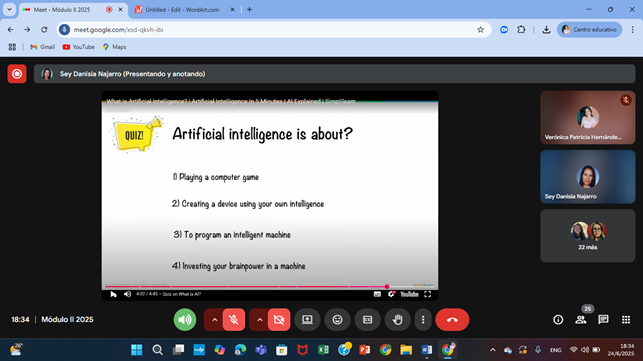 Meet - Módulo II 2025
Untitled - Edit - WordArt.com
meet.google.com/xsd-qkvh-ibi
Centro educativo
Gmail
YouTube
Maps
Sey Danisia Najarro (Presentando y anotando)
What is Artificial Intelligence? | Artificial Intelligence In 5 Minutes | AI Explained | Simplilearn
QUIZ!
Artificial intelligence is about?
1) Playing a computer game
2) Creating a device using your own intelligence
3) To program an intelligent machine
4) Investing your brainpower in a machine
4:02 / 4:45 • Quiz on What is AI?
YouTube
Verónica Patricia Hernánde...
Sey Danisia Najarro
22 más
18:34
Módulo II 2025
25
26°
ENG
18:34
24/6/2025